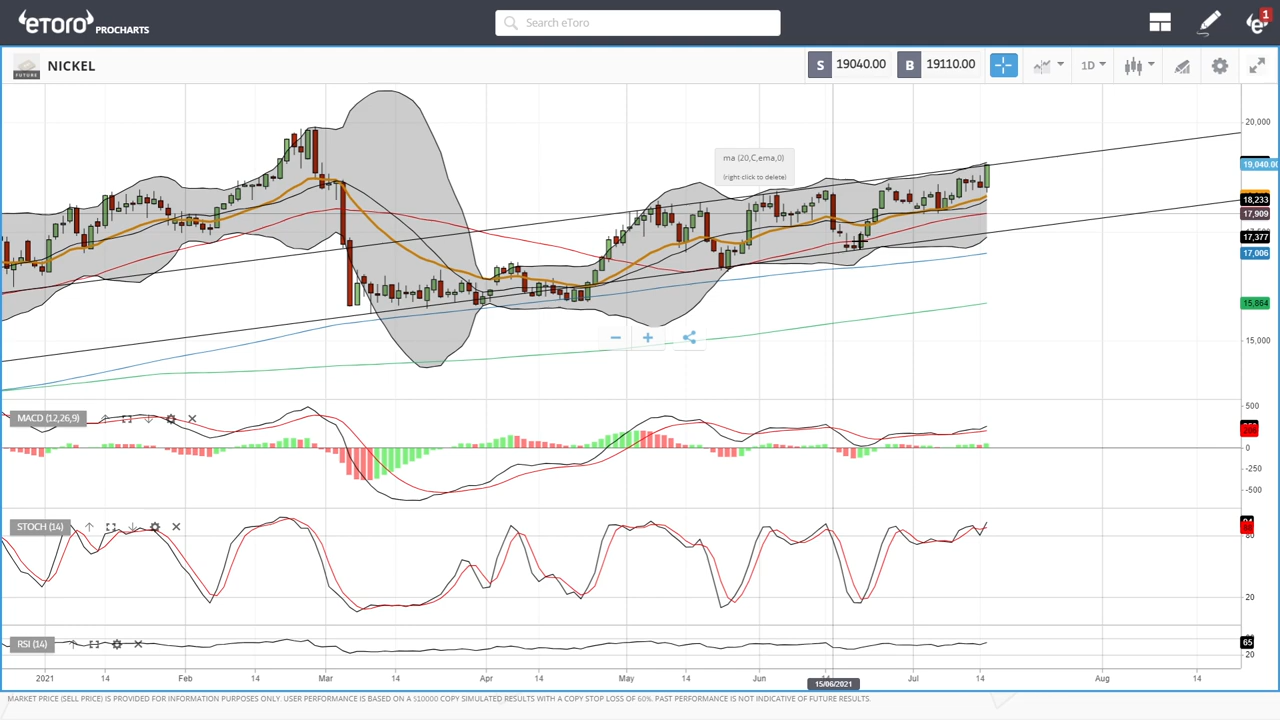 eToro PROCHARTS
Search eToro
1
FUTURE
NICKEL
S 19040.00 B 19110.00
1D
20,000
ma (20,C,ema,0)
(right click to delete)
19,040.00
18,233
17,909
17,377
17,006
15,864
15,000
MACD (12,26,9)
500
0
-250
-500
STOCH (14)
80
20
RSI (14)
65
20
2021 14 Feb 14 Mar 14 Apr 14 May 14 Jun 15/06/2021 Jul 14 Aug 14
MARKET PRICE (SELL PRICE) IS PROVIDED FOR INFORMATION PURPOSES ONLY. USER PERFORMANCE IS BASED ON A $10000 COPY SIMULATED RESULTS WITH A COPY STOP LOSS OF 60%. PAST PERFORMANCE IS NOT INDICATIVE OF FUTURE RESULTS.